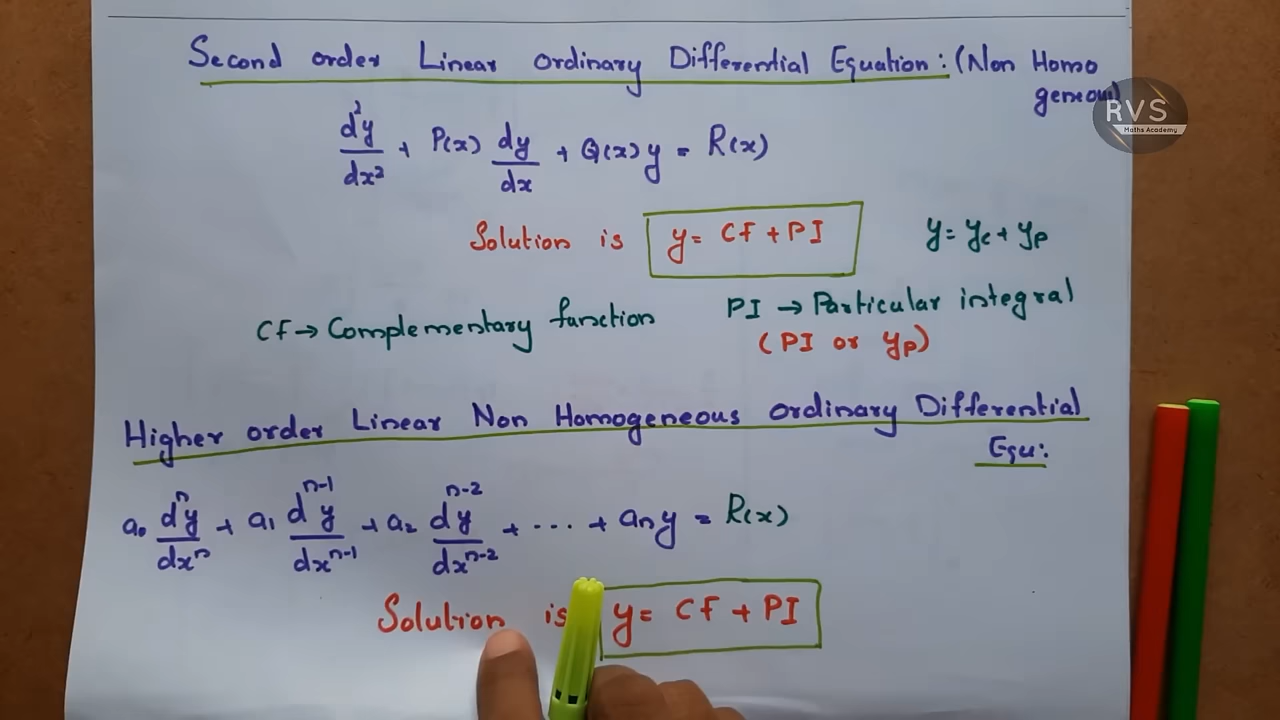 Second order Linear ordinary Differential Equation: (Non Homo
geneous)
RVS
Maths Academy
d²y/dx² + P(x) dy/dx + Q(x)y = R(x)
Solution is y = CF + PI y = yc + yp
CF → Complementary function PI → Particular integral
(PI or yp)
Higher order Linear Non Homogeneous ordinary Differential
Equ:
a₀ dⁿy/dxⁿ + a₁ dⁿ⁻¹y/dxⁿ⁻¹ + a₂ dⁿ⁻²y/dxⁿ⁻² + ... + any = R(x)
Solution is y = CF + PI